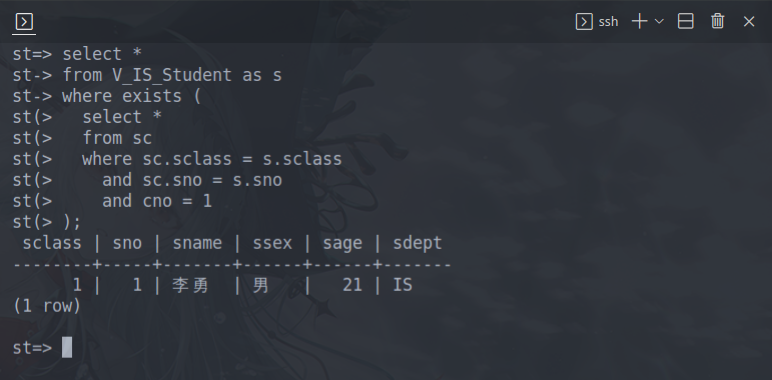 ssh
st=> select *
st-> from V_IS_Student as s
st-> where exists (
st(>   select *
st(>   from sc
st(>   where sc.sclass = s.sclass
st(>     and sc.sno = s.sno
st(>     and cno = 1
st(> );
 sclass | sno | sname | ssex | sage | sdept
--------+-----+-------+------+------+-------
      1 |   1 | 李勇  | 男   |   21 | IS
(1 row)
st=>